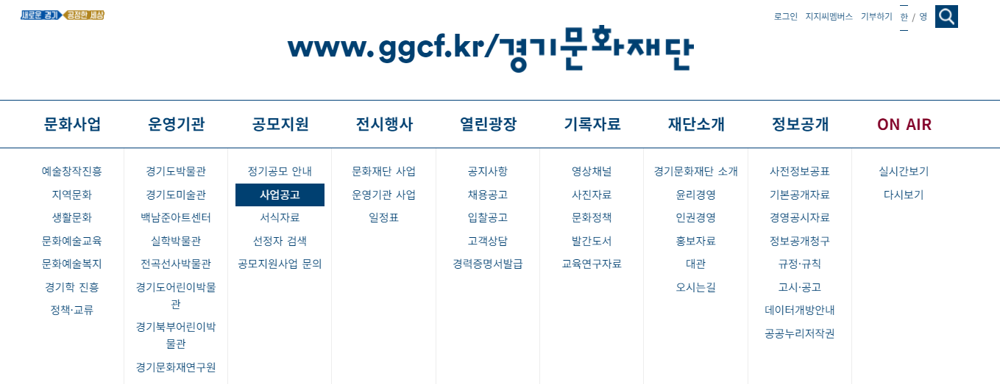 새로운 경기 공정한 세상
로그인 지지씨멤버스 기부하기 한 / 영
www.ggcf.kr/경기문화재단
문화사업 운영기관 공모지원 전시행사 열린광장 기록자료 재단소개 정보공개 ON AIR
예술창작진흥
지역문화
생활문화
문화예술교육
문화예술복지
경기학 진흥
정책·교류
경기도박물관
경기도미술관
백남준아트센터
실학박물관
전곡선사박물관
경기도어린이박물
관
경기북부어린이박
물관
경기문화재연구원
정기공모 안내
사업공고
서식자료
선정자 검색
공모지원사업 문의
문화재단 사업
운영기관 사업
일정표
공지사항
채용공고
입찰공고
고객상담
경력증명서발급
영상채널
사진자료
문화정책
발간도서
교육연구자료
경기문화재단 소개
윤리경영
인권경영
홍보자료
대관
오시는길
사전정보공표
기본공개자료
경영공시자료
정보공개청구
규정·규칙
고시·공고
데이터개방안내
공공누리저작권
실시간보기
다시보기